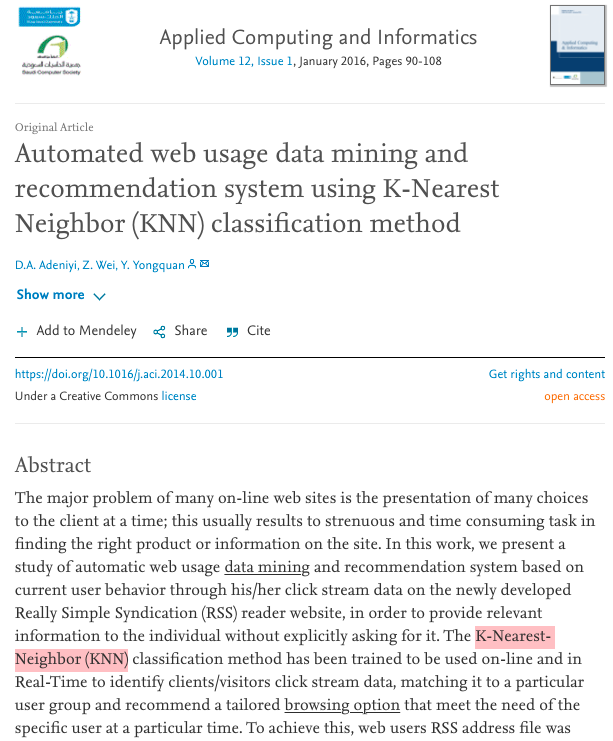 Saudi Computer Society
Applied Computing and Informatics
Volume 12, Issue 1, January 2016, Pages 90-108
Applied Computing
& Informatics
Original Article
Automated web usage data mining and
recommendation system using K-Nearest
Neighbor (KNN) classification method
D.A. Adeniyi, Z. Wei, Y. Yongquan
Show more
Add to Mendeley Share Cite
https://doi.org/10.1016/j.aci.2014.10.001 Get rights and content
Under a Creative Commons license open access
Abstract
The major problem of many on-line web sites is the presentation of many choices
to the client at a time; this usually results to strenuous and time consuming task in
finding the right product or information on the site. In this work, we present a
study of automatic web usage data mining and recommendation system based on
current user behavior through his/her click stream data on the newly developed
Really Simple Syndication (RSS) reader website, in order to provide relevant
information to the individual without explicitly asking for it. The K-Nearest-
Neighbor (KNN) classification method has been trained to be used on-line and in
Real-Time to identify clients/visitors click stream data, matching it to a particular
user group and recommend a tailored browsing option that meet the need of the
specific user at a particular time. To achieve this, web users RSS address file was